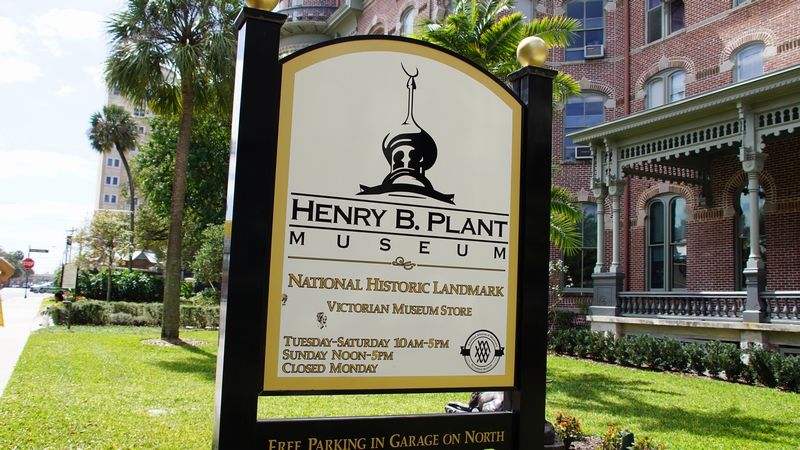 HENRY B. PLANT
MUSEUM
NATIONAL HISTORIC LANDMARK
VICTORIAN MUSEUM STORE
TUESDAY-SATURDAY 10AM-5PM
SUNDAY NOON-5PM
CLOSED MONDAY
FREE PARKING IN GARAGE ON NORTH